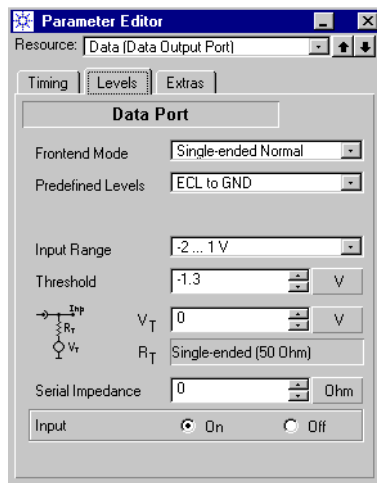 Parameter Editor
Resource: Data (Data Output Port)
Timing Levels Extras
Data Port
Frontend Mode Single-ended Normal
Predefined Levels ECL to GND
Input Range -2 ... 1 V
Threshold -1.3 V
Inp
RT
VT
VT 0 V
RT Single-ended (50 Ohm)
Serial Impedance 0 Ohm
Input On Off